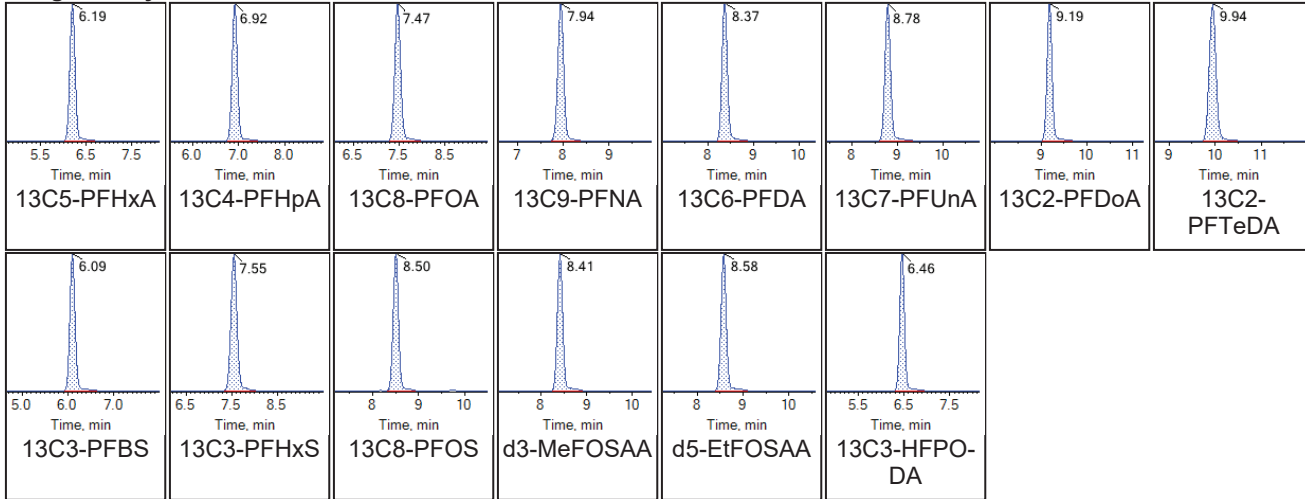 6.19 6.92 7.47 7.94 8.37 8.78 9.19 9.94
5.5 6.5 7.5 6.0 7.0 8.0 6.5 7.5 8.5 7 8 9 8 9 10 8 9 10 9 10 11 9 10 11
Time, min Time, min Time, min Time, min Time, min Time, min Time, min Time, min
13C5-PFHxA 13C4-PFHpA 13C8-PFOA 13C9-PFNA 13C6-PFDA 13C7-PFUnA 13C2-PFDoA 13C2-
PFTeDA
6.09 7.55 8.50 8.41 8.58 6.46
5.0 6.0 7.0 6.5 7.5 8.5 8 9 10 8 9 10 8 9 10 5.5 6.5 7.5
Time, min Time, min Time, min Time, min Time, min Time, min
13C3-PFBS 13C3-PFHxS 13C8-PFOS d3-MeFOSAA d5-EtFOSAA 13C3-HFPO-
DA